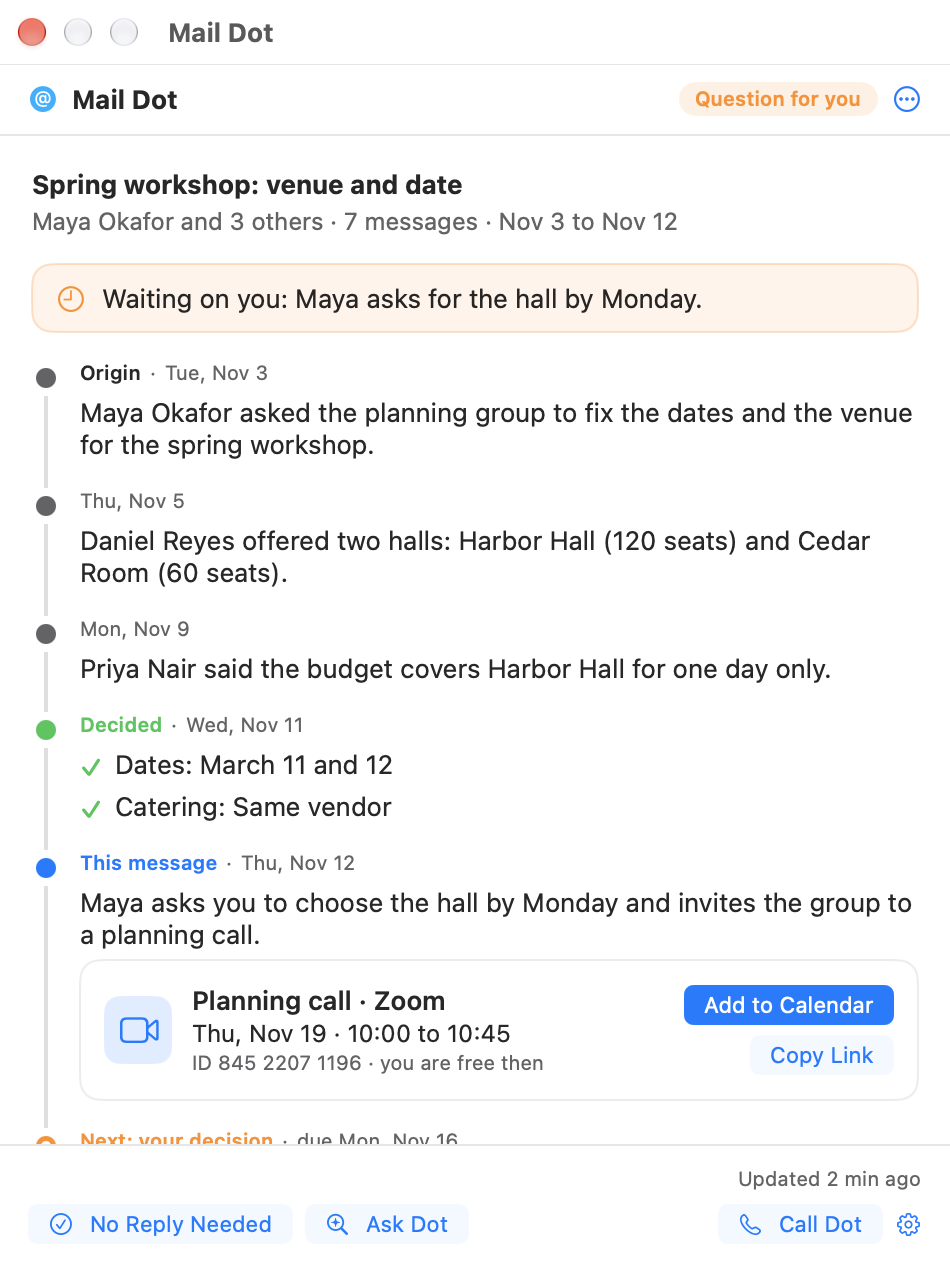 Mail Dot
@ Mail Dot
Question for you
Spring workshop: venue and date
Maya Okafor and 3 others · 7 messages · Nov 3 to Nov 12
Waiting on you: Maya asks for the hall by Monday.
Origin · Tue, Nov 3
Maya Okafor asked the planning group to fix the dates and the venue
for the spring workshop.
Thu, Nov 5
Daniel Reyes offered two halls: Harbor Hall (120 seats) and Cedar
Room (60 seats).
Mon, Nov 9
Priya Nair said the budget covers Harbor Hall for one day only.
Decided · Wed, Nov 11
Dates: March 11 and 12
Catering: Same vendor
This message · Thu, Nov 12
Maya asks you to choose the hall by Monday and invites the group to
a planning call.
Planning call · Zoom
Thu, Nov 19 · 10:00 to 10:45
ID 845 2207 1196 · you are free then
Add to Calendar
Copy Link
Next: your decision · due Mon, Nov 16
Updated 2 min ago
No Reply Needed
Ask Dot
Call Dot